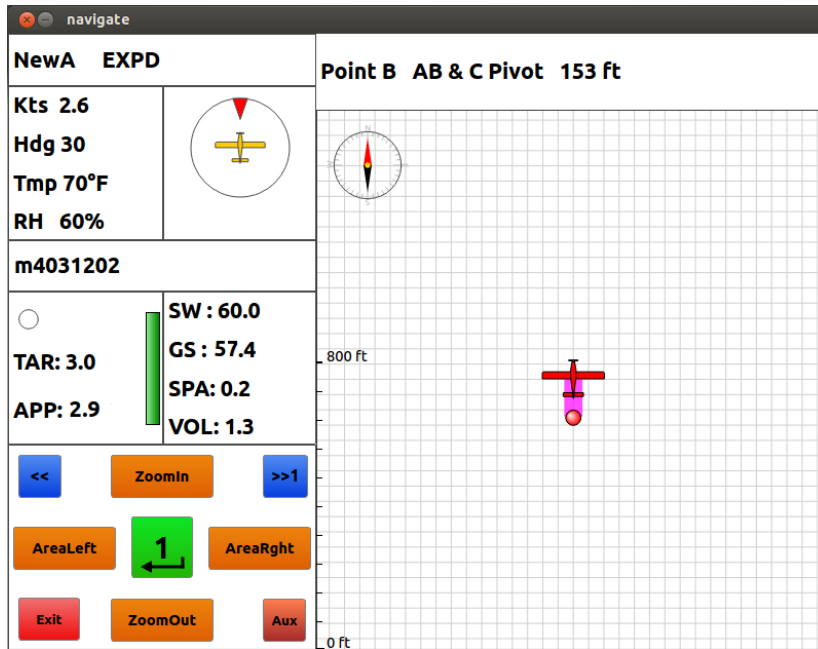 navigate
NewA EXPD
Point B AB & C Pivot 153 ft
Kts 2.6
Hdg 30
Tmp 70°F
RH 60%
N
W
S
m4031202
TAR: 3.0
APP: 2.9
SW : 60.0
GS : 57.4
SPA: 0.2
VOL: 1.3
800 ft
0 ft
<<
ZoomIn
>>1
AreaLeft
1
AreaRght
Exit
ZoomOut
Aux